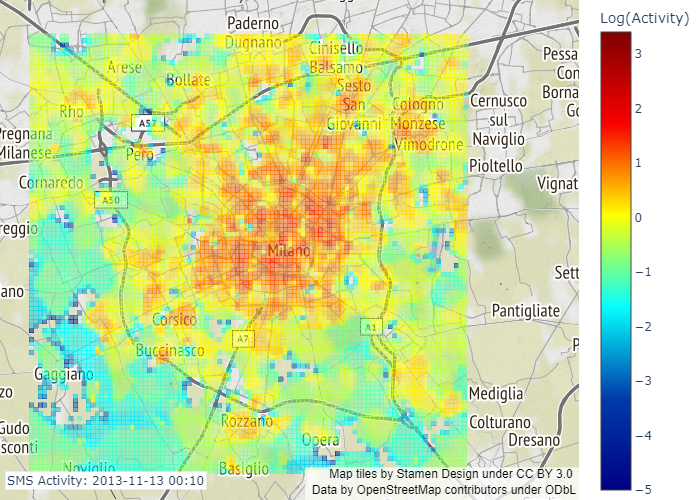 Log(Activity)
Paderno
Dugnano
Cinisello
Balsamo
Arese
Bollate
Sesto
San
Giovanni
Cologno
Monzese
Vimodrone
Cernusco
sul
Naviglio
Pioltello
Pessa
Con
Borna
Go
Rho
A52
Pero
Pregnana
Milanese
Cornaredo
A50
Vignat
reggio
Milano
Sett
ano
Pantigliate
Corsico
A7
A1
Buccinasco
P
Gaggiano
zo
Mediglia
Rozzano
Colturano
Dresano
Gudo
sconti
Opera
Noviglio
Basiglio
3
2
1
0
−1
−2
−3
−4
−5
SMS Activity: 2013-11-13 00:10
Map tiles by Stamen Design under CC BY 3.0
Data by OpenStreetMap contributors under ODbL